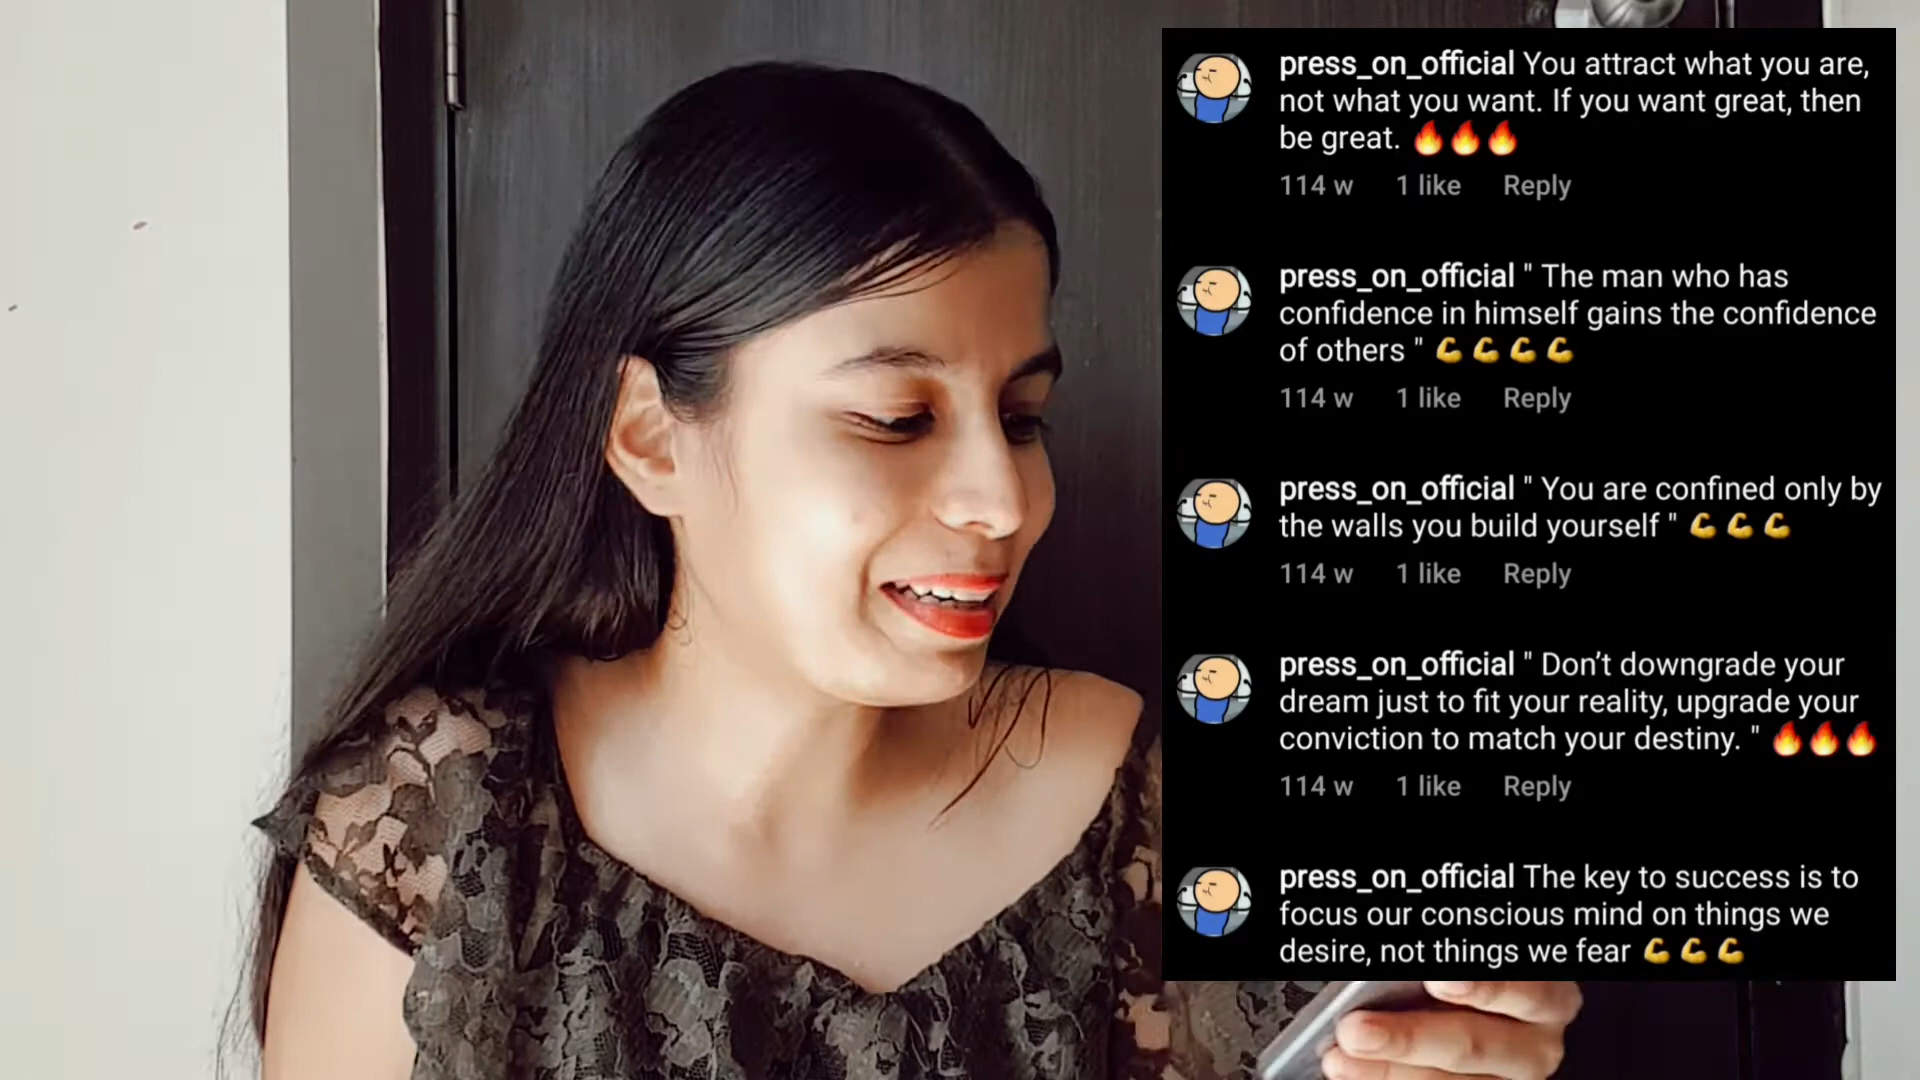 press_on_official You attract what you are,
not what you want. If you want great, then
be great. 🔥🔥🔥
114 w 1 like Reply
press_on_official " The man who has
confidence in himself gains the confidence
of others " 💪💪💪💪
114 w 1 like Reply
press_on_official " You are confined only by
the walls you build yourself " 💪💪💪
114 w 1 like Reply
press_on_official " Don’t downgrade your
dream just to fit your reality, upgrade your
conviction to match your destiny. " 🔥🔥🔥
114 w 1 like Reply
press_on_official The key to success is to
focus our conscious mind on things we
desire, not things we fear 💪💪💪